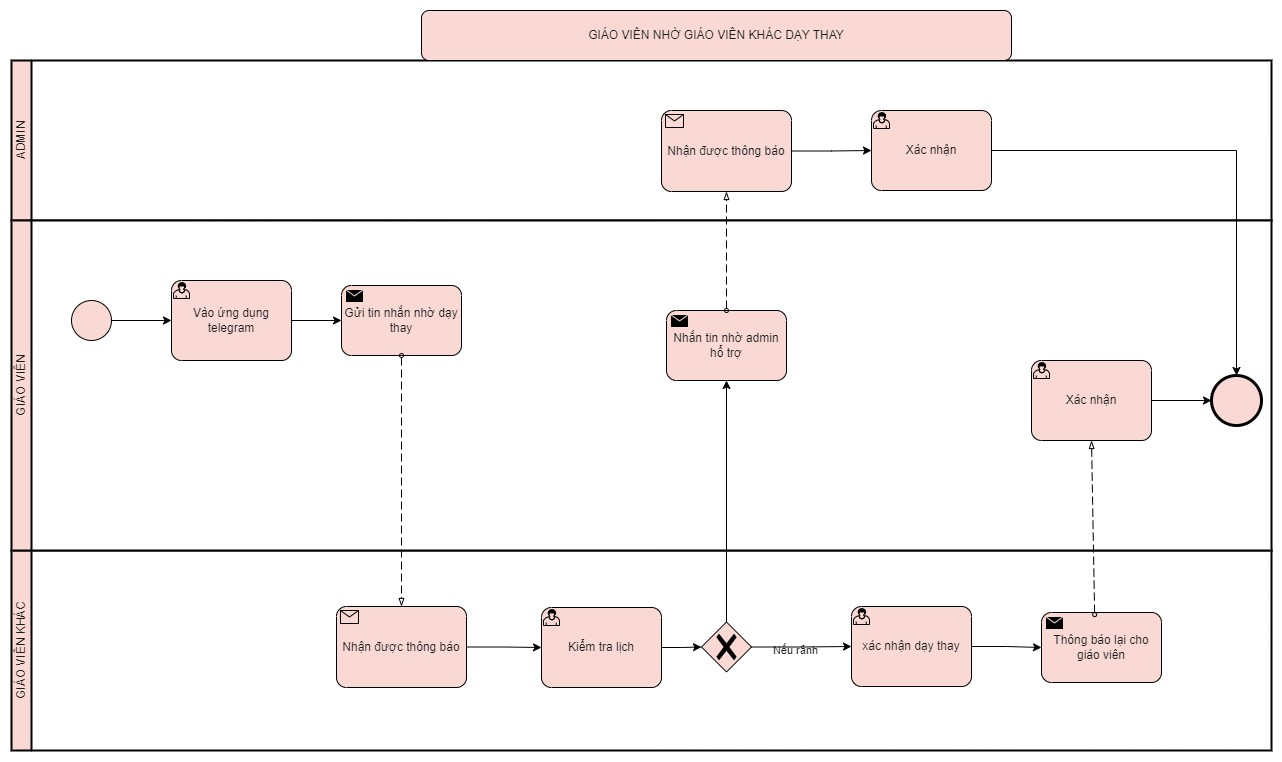 GIÁO VIÊN NHỜ GIÁO VIÊN KHÁC DẠY THAY
ADMIN
Nhận được thông báo
Xác nhận
GIÁO VIÊN
Vào ứng dụng
telegram
Gửi tin nhắn nhờ dạy
thay
Nhắn tin nhờ admin
hổ trợ
Xác nhận
GIÁO VIÊN KHÁC
Nhận được thông báo
Kiểm tra lịch
Nếu rảnh
xác nhận dạy thay
Thông báo lại cho
giáo viên